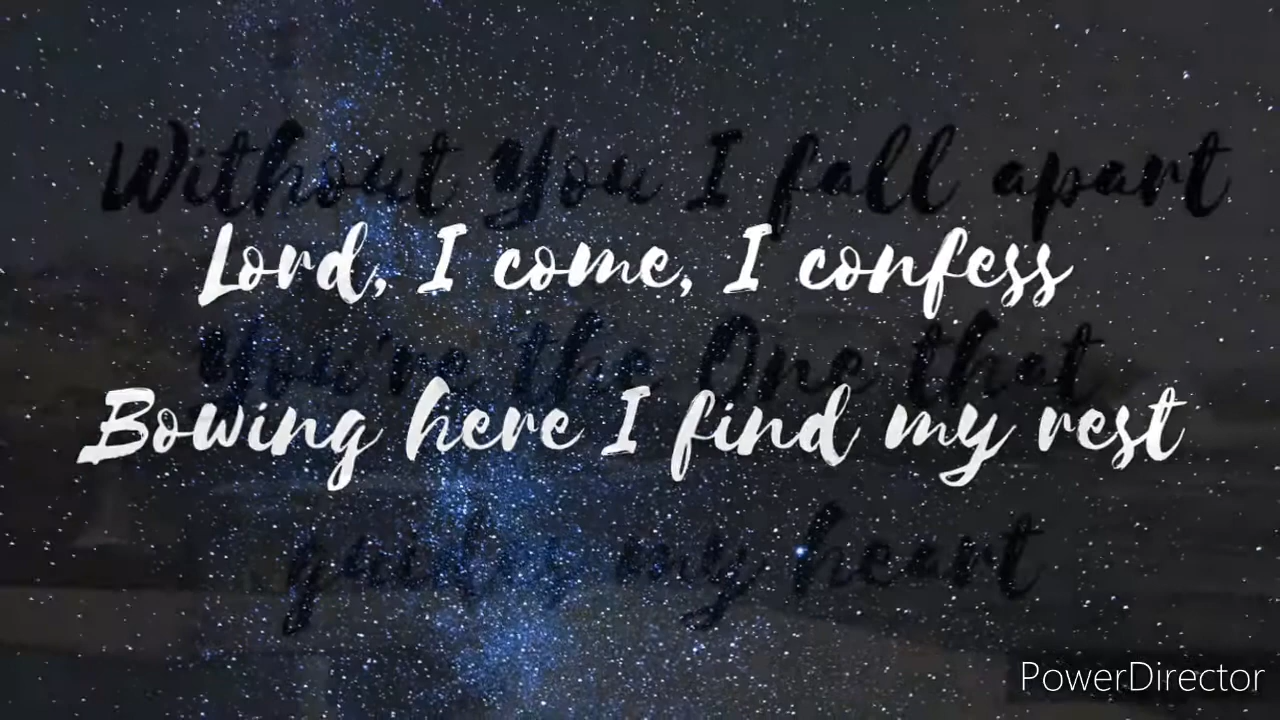 Without You I fall apart
Lord, I come, I confess
You're the One that
Bowing here I find my rest
guides my heart
PowerDirector